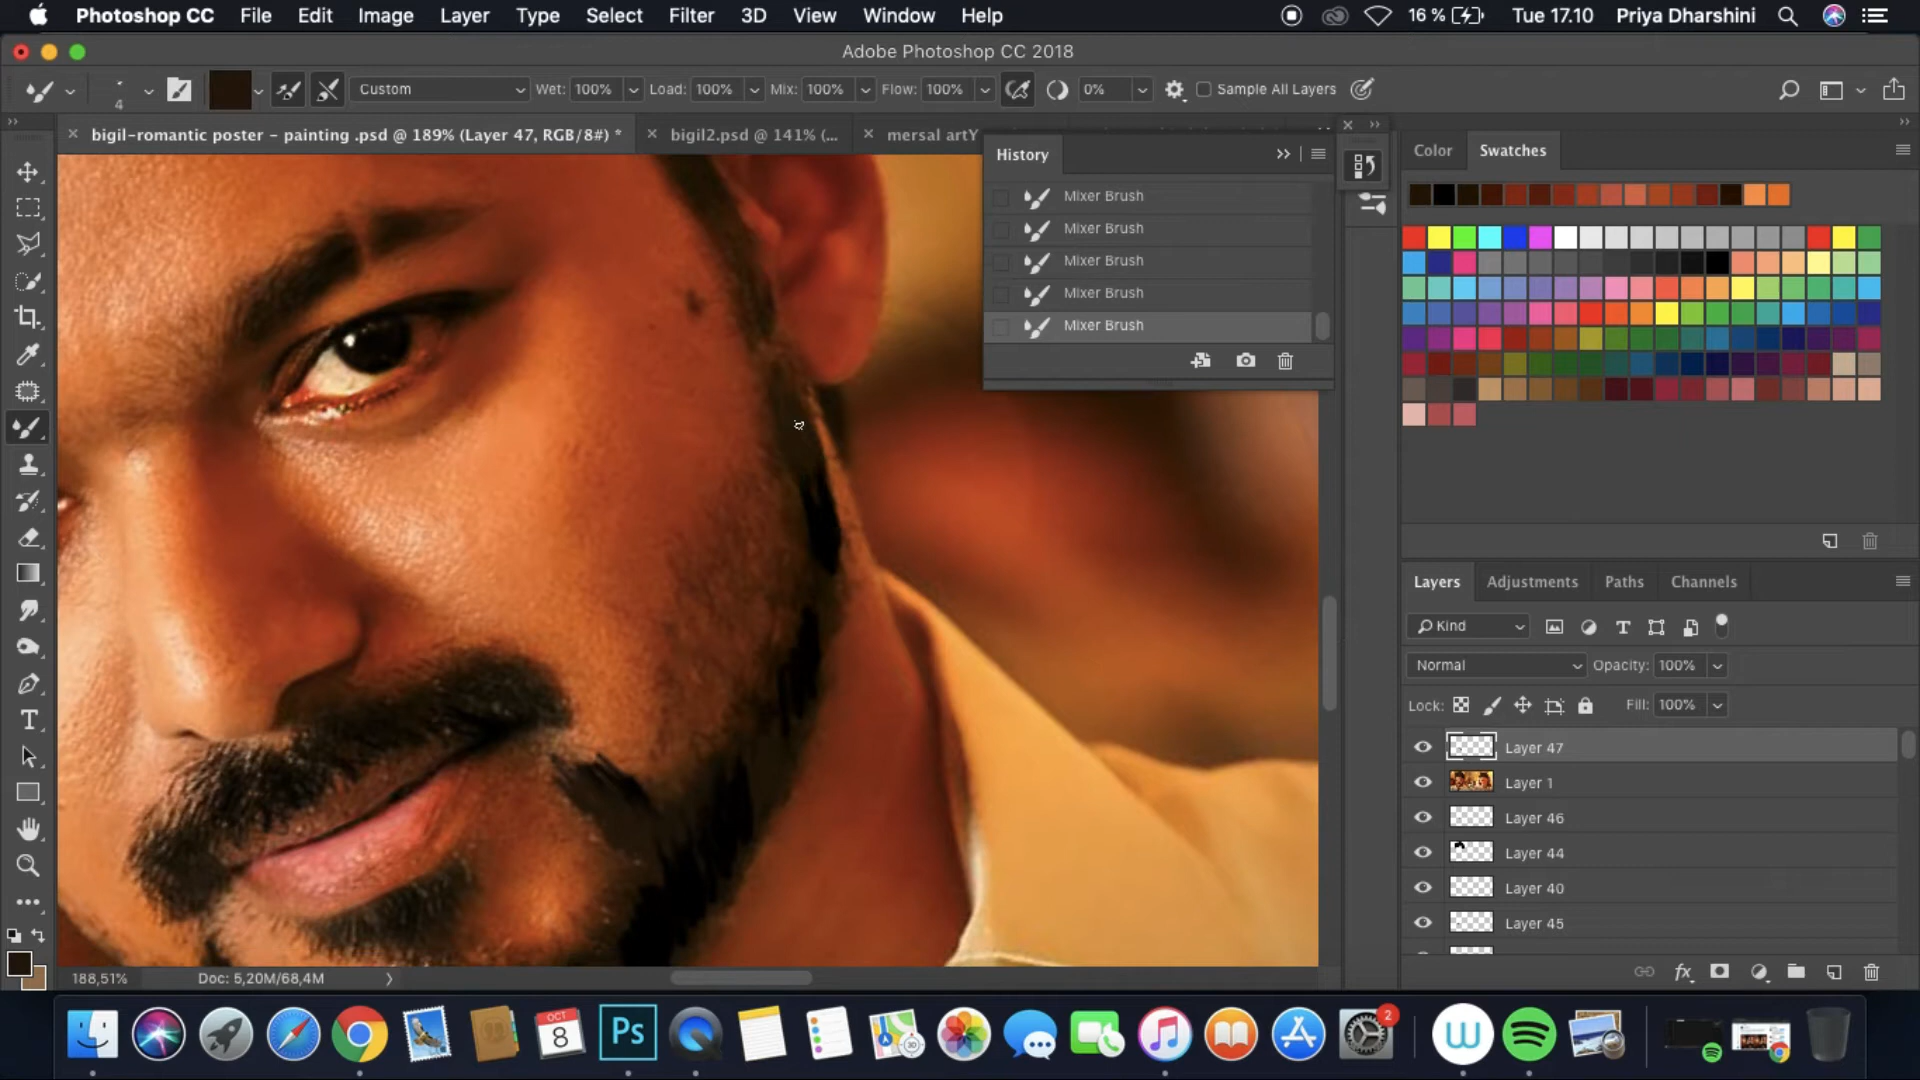 Photoshop CC File Edit Image Layer Type Select Filter 3D View Window Help 16 % Tue 17.10 Priya Dharshini
Adobe Photoshop CC 2018
4 Custom Wet: 100% Load: 100% Mix: 100% Flow: 100% 0% Sample All Layers
bigil-romantic poster - painting .psd @ 189% (Layer 47, RGB/8#) * bigil2.psd @ 141% (... mersal artY
History
Mixer Brush
Mixer Brush
Mixer Brush
Mixer Brush
Mixer Brush
Color Swatches
Layers Adjustments Paths Channels
Kind
Normal Opacity: 100%
Lock: Fill: 100%
Layer 47
Layer 1
Layer 46
Layer 44
Layer 40
Layer 45
fx
188,51% Doc: 5,20M/68,4M
OCT
8
Ps
2